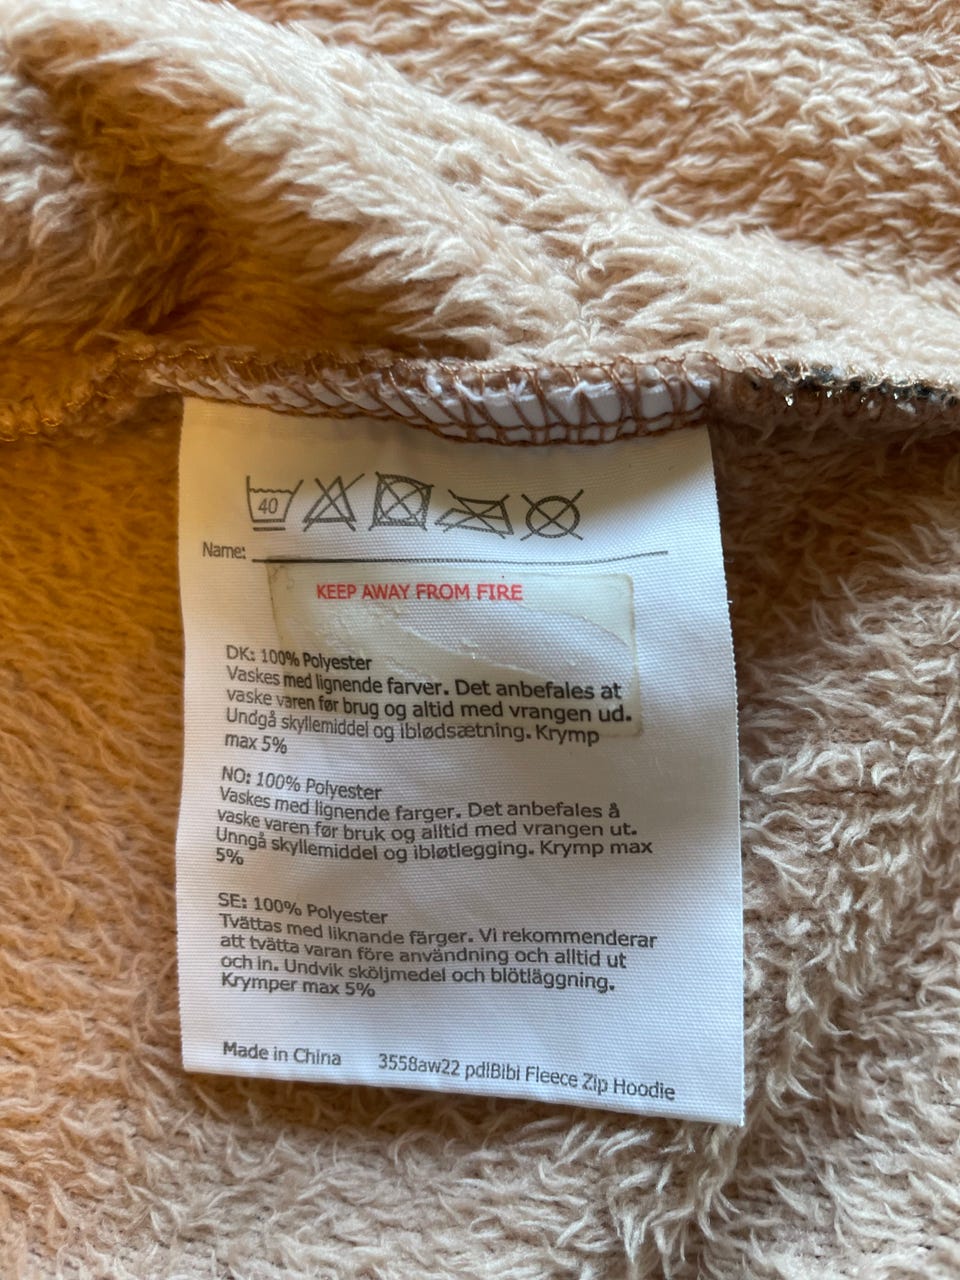 40
Name:
KEEP AWAY FROM FIRE
DK: 100% Polyester
Vaskes med lignende farver. Det anbefales at
vaske varen før brug og altid med vrangen ud.
Undgå skyllemiddel og iblødsætning. Krymp
max 5%
NO: 100% Polyester
Vaskes med lignende farger. Det anbefales å
vaske varen før bruk og alltid med vrangen ut.
Unngå skyllemiddel og ibløtlegging. Krymp max
5%
SE: 100% Polyester
Tvättas med liknande färger. Vi rekommenderar
att tvätta varan före användning och alltid ut
och in. Undvik sköljmedel och blötläggning.
Krymper max 5%
Made in China 3558aw22 pdlBibi Fleece Zip Hoodie